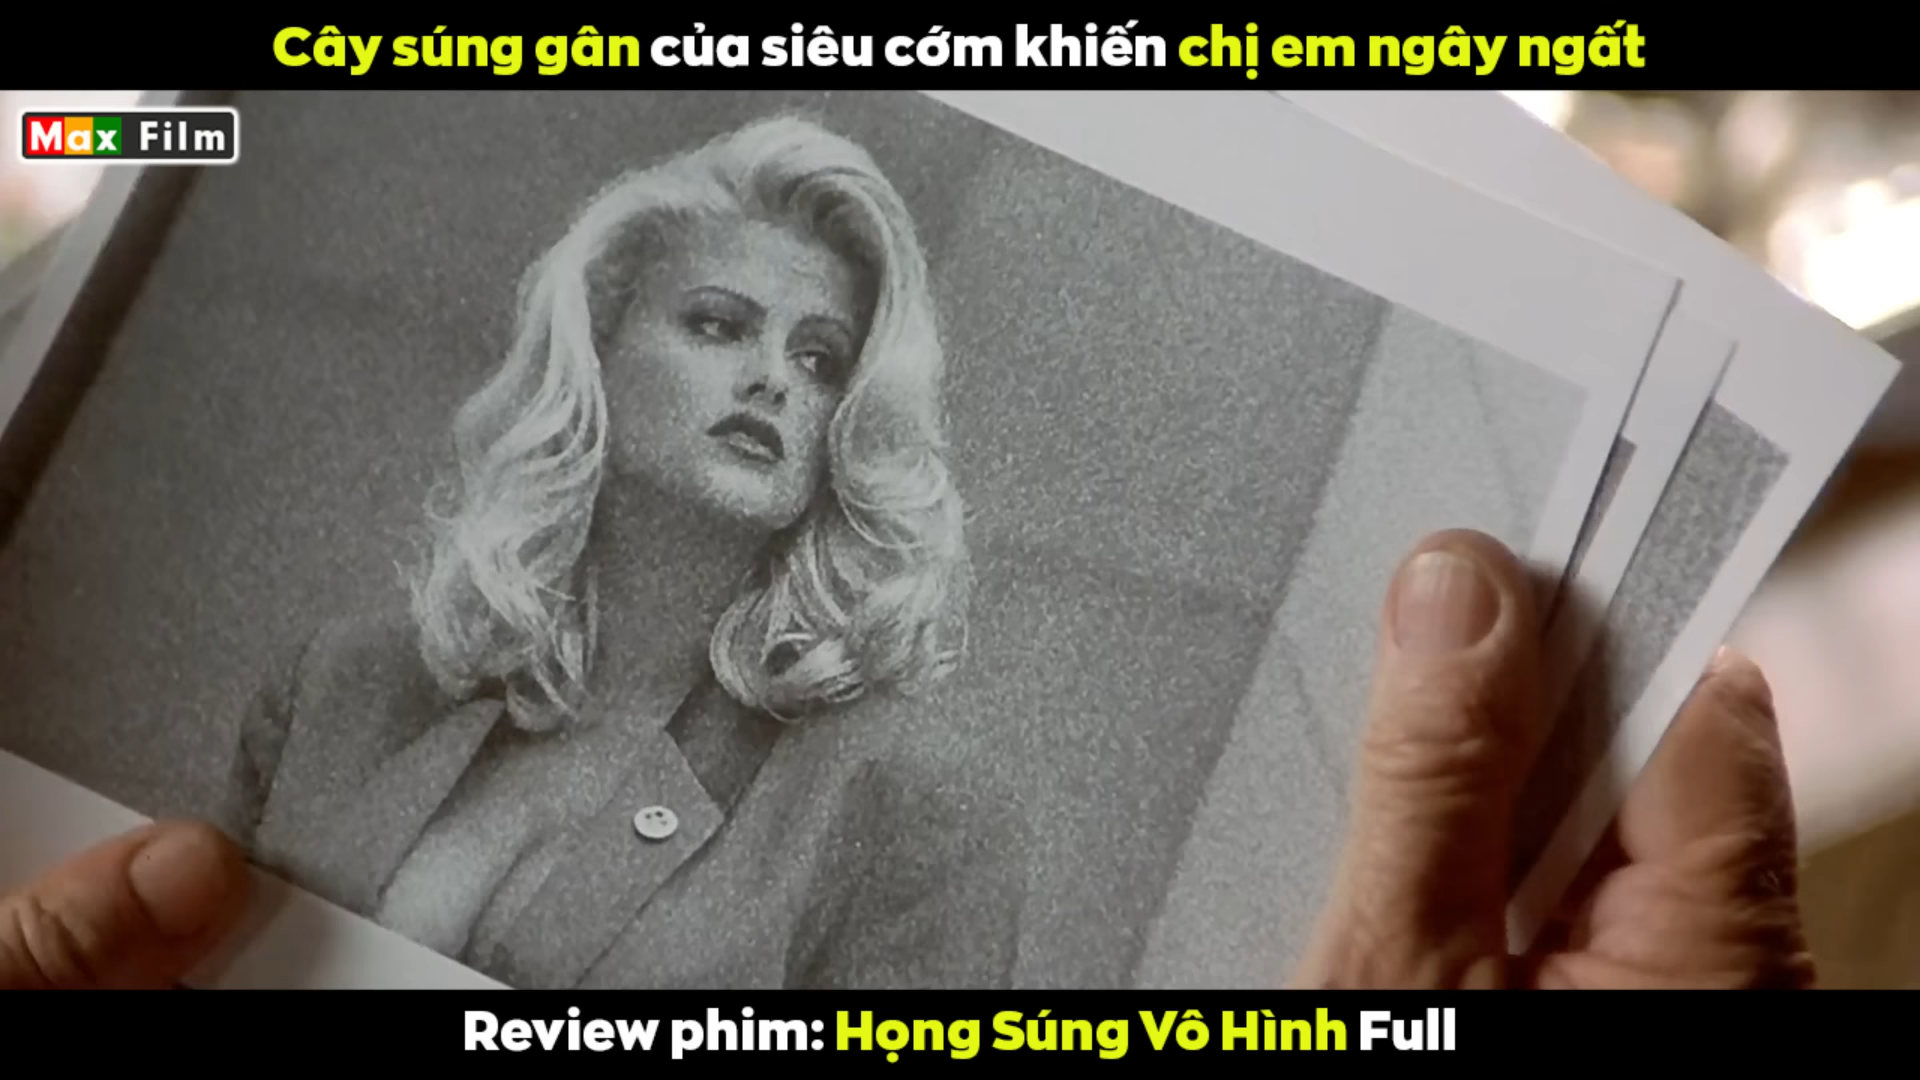 Cây súng gân của siêu cớm khiến chị em ngây ngất
Max Film
Review phim: Họng Súng Vô Hình Full